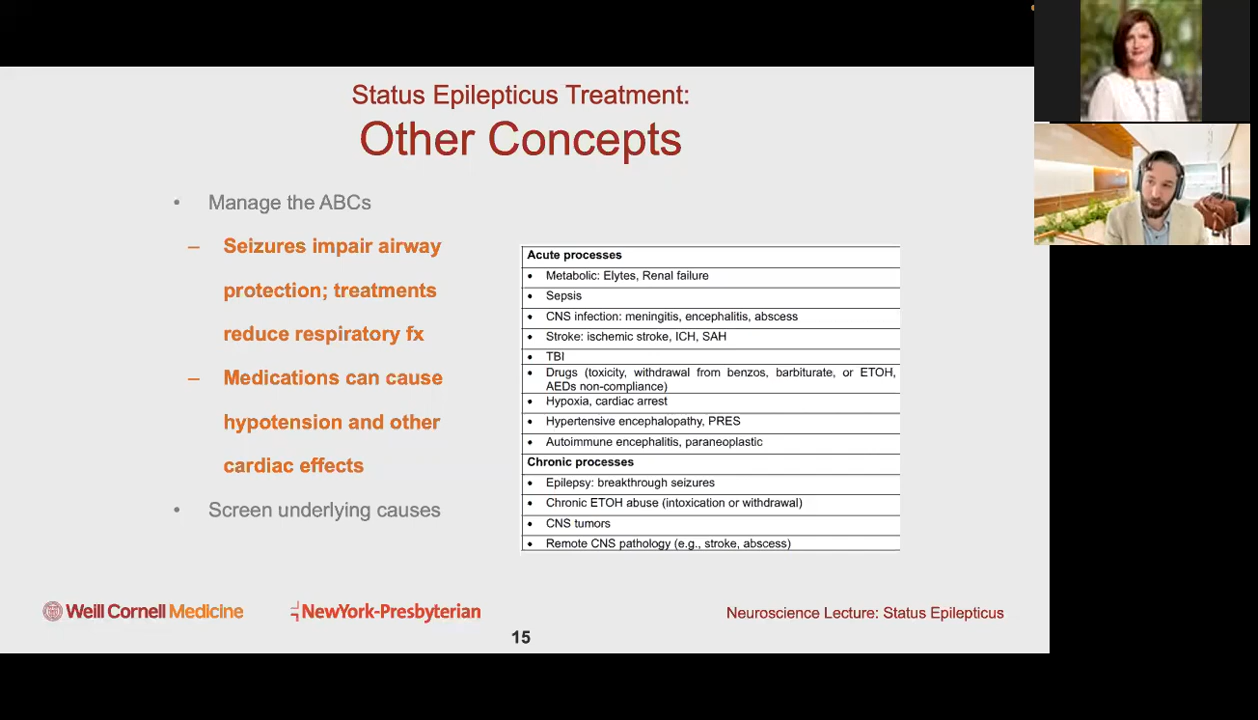 Status Epilepticus Treatment:
Other Concepts
• Manage the ABCs
– Seizures impair airway
protection; treatments
reduce respiratory fx
– Medications can cause
hypotension and other
cardiac effects
• Screen underlying causes
Acute processes
• Metabolic: Elytes, Renal failure
• Sepsis
• CNS infection: meningitis, encephalitis, abscess
• Stroke: ischemic stroke, ICH, SAH
• TBI
• Drugs (toxicity, withdrawal from benzos, barbiturate, or ETOH,
AEDs non-compliance)
• Hypoxia, cardiac arrest
• Hypertensive encephalopathy, PRES
• Autoimmune encephalitis, paraneoplastic
Chronic processes
• Epilepsy: breakthrough seizures
• Chronic ETOH abuse (intoxication or withdrawal)
• CNS tumors
• Remote CNS pathology (e.g., stroke, abscess)
Weill Cornell Medicine
NewYork-Presbyterian
Neuroscience Lecture: Status Epilepticus
15